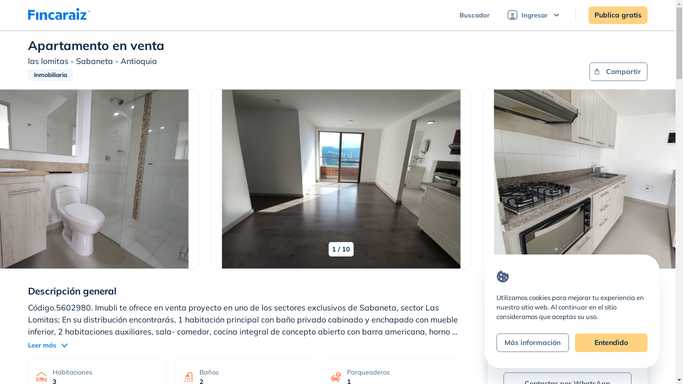 Fincaraiz
Buscador
Ingresar
Publica gratis
Apartamento en venta
las lomitas - Sabaneta - Antioquia
Inmobiliaria
Compartir
1 / 10
Descripción general
Código.5602980. Imubli te ofrece en venta proyecto en uno de los sectores exclusivos de Sabaneta, sector Las
Lomitas; En su distribución encontrarás, 1 habitación principal con baño privado cabinado y enchapado con mueble
inferior, 2 habitaciones auxiliares, sala- comedor, cocina integral de concepto abierto con barra americana, horno ...
Leer más
Habitaciones
3
Baños
2
Parqueaderos
1
Utilizamos cookies para mejorar tu experiencia en
nuestro sitio web. Al continuar en el sitio
consideramos que aceptas su uso.
Más información
Entendido
Contactar por WhatsApp